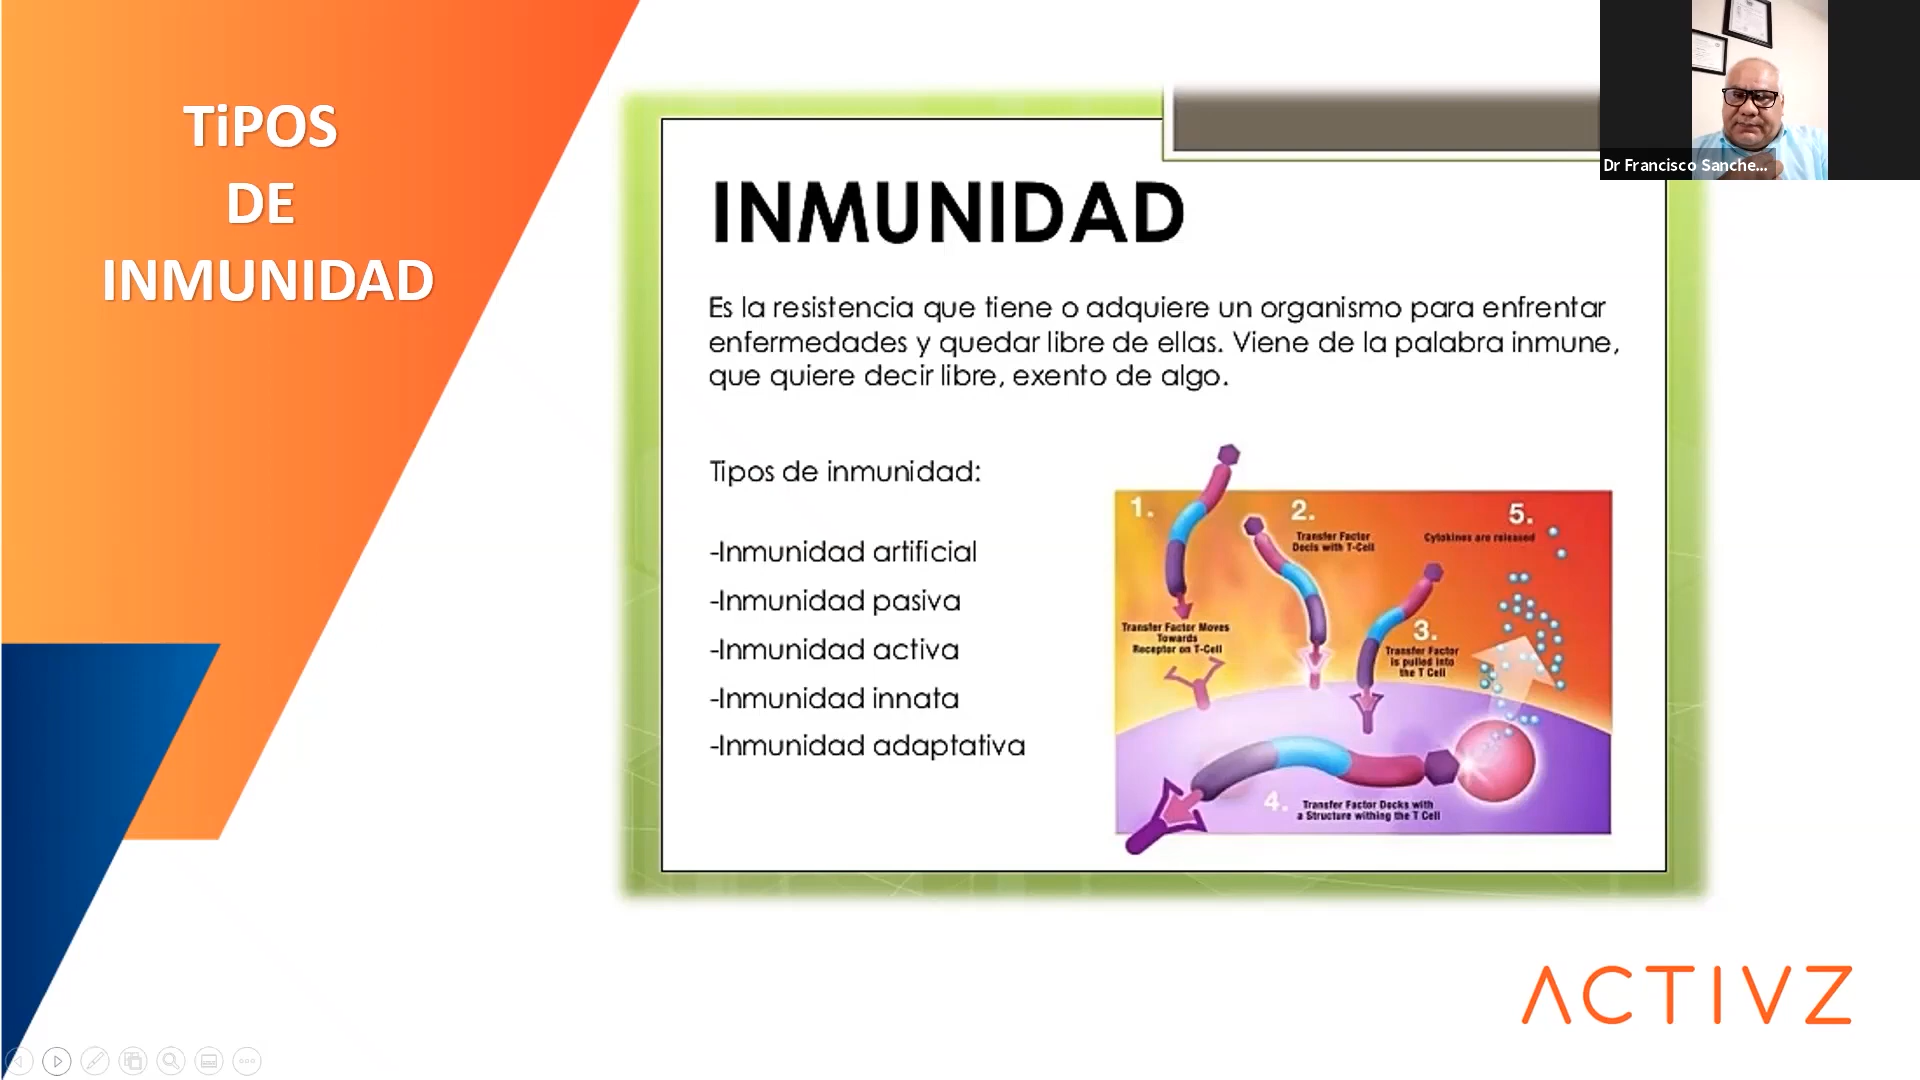 TiPOS
DE
INMUNIDAD
Dr Francisco Sanche...
INMUNIDAD
Es la resistencia que tiene o adquiere un organismo para enfrentar
enfermedades y quedar libre de ellas. Viene de la palabra inmune,
que quiere decir libre, exento de algo.
Tipos de inmunidad:
-Inmunidad artificial
-Inmunidad pasiva
-Inmunidad activa
-Inmunidad innata
-Inmunidad adaptativa
1.
Transfer Factor Moves
Towards
Receptor on T-Cell
2.
Transfer Factor
Decks with T-Cell
3.
Transfer Factor
is pulled into
the T Cell
4.
Transfer Factor Docks with
a Structure withing the T Cell
5.
Cytokines are released
ACTIVZ